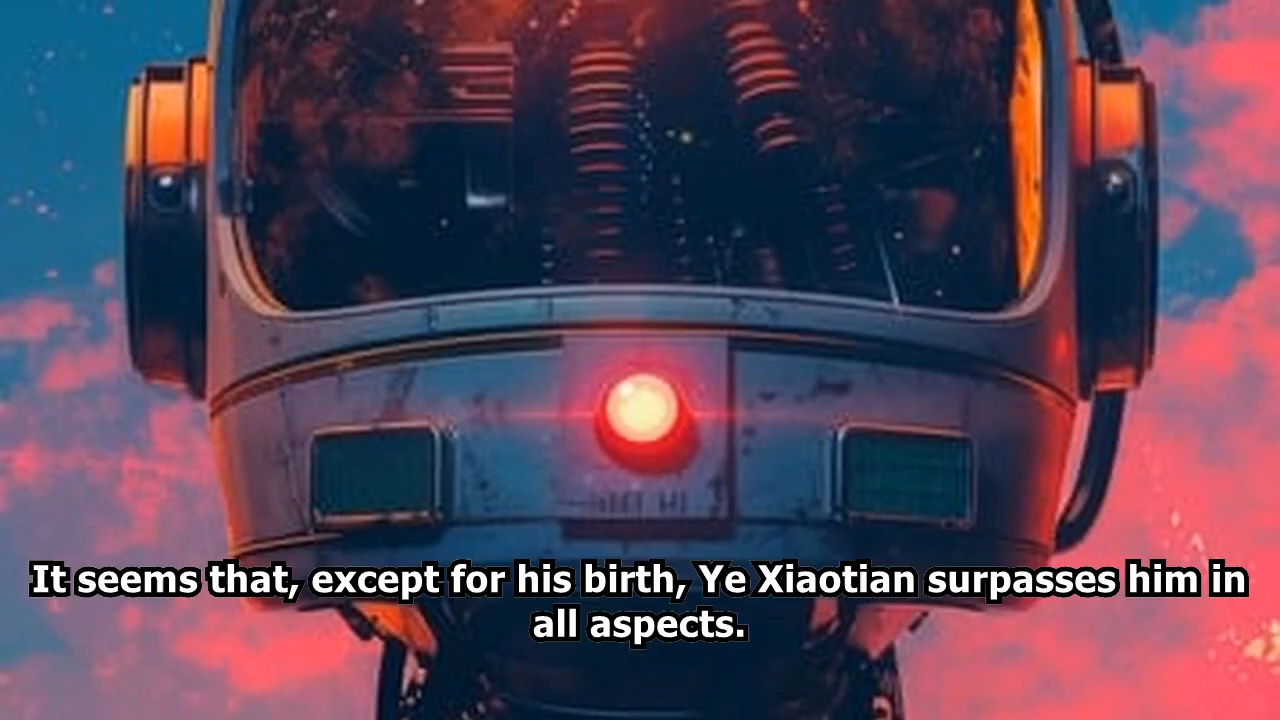 It seems that, except for his birth, Ye Xiaotian surpasses him in
all aspects.